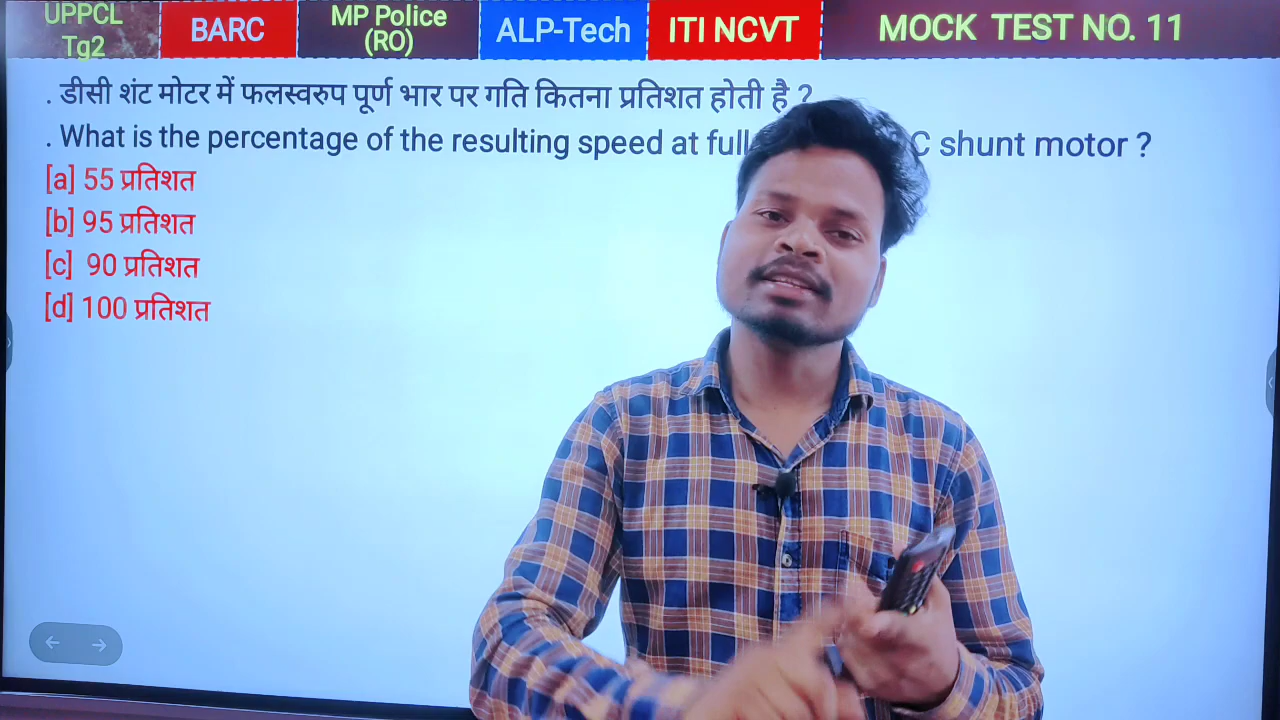 UPPCL
Tg2
BARC
MP Police
(RO)
ALP-Tech
ITI NCVT
MOCK TEST NO. 11
. डीसी शंट मोटर में फलस्वरुप पूर्ण भार पर गति कितना प्रतिशत होती है ?
. What is the percentage of the resulting speed at full C shunt motor ?
[a] 55 प्रतिशत
[b] 95 प्रतिशत
[c] 90 प्रतिशत
[d] 100 प्रतिशत